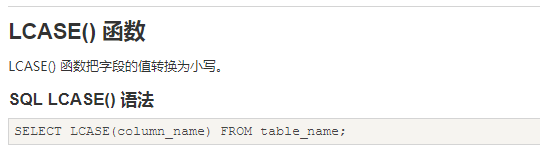 LCASE() 函数
LCASE() 函数把字段的值转换为小写。
SQL LCASE() 语法
SELECT LCASE(column_name) FROM table_name;